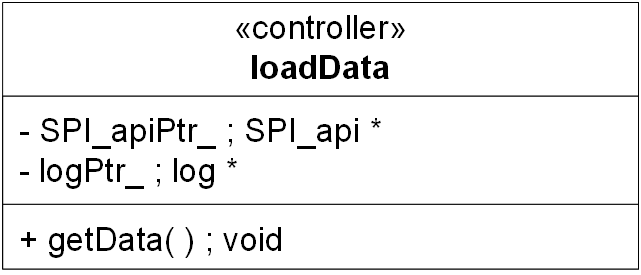 «controller»
loadData
- SPI_apiPtr_ ; SPI_api *
- logPtr_ ; log *
+ getData( ) ; void